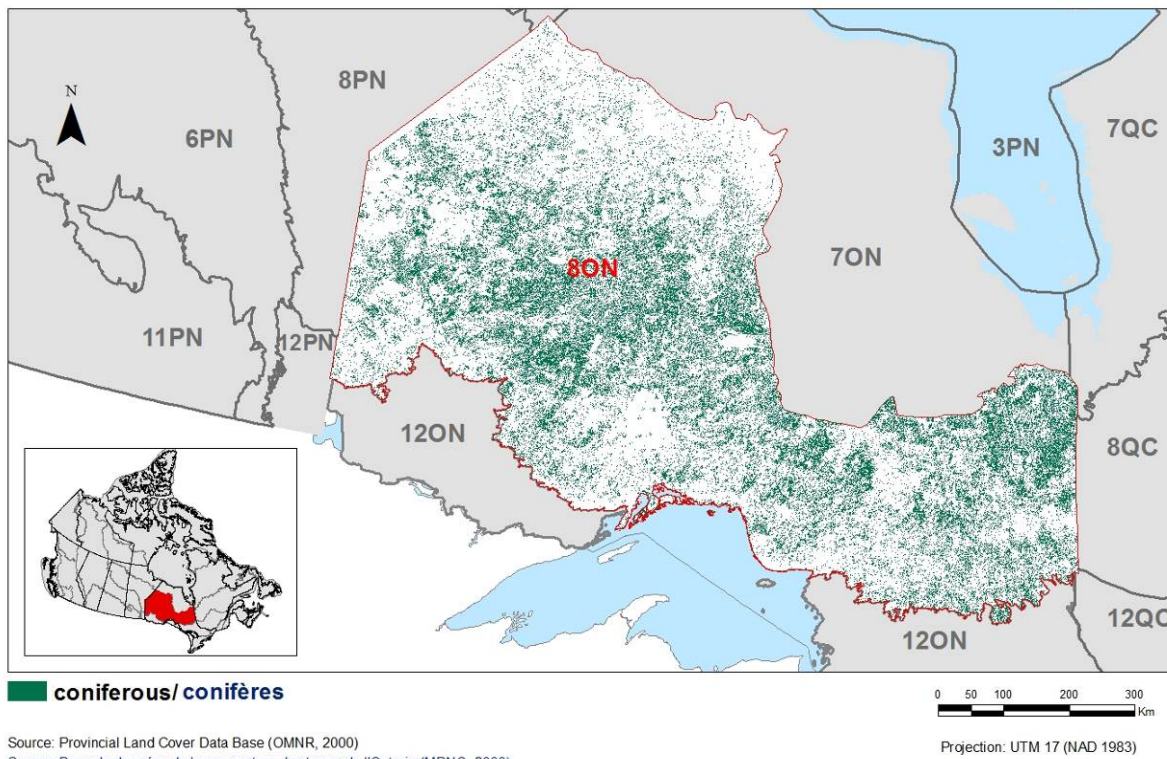 N
8PN
6PN
7QC
3PN
8ON
7ON
11PN
12PN
12ON
8QC
12ON
12QC
coniferous/ conifères
0 50 100 200 300
Km
Source: Provincial Land Cover Data Base (OMNR, 2000)
Projection: UTM 17 (NAD 1983)